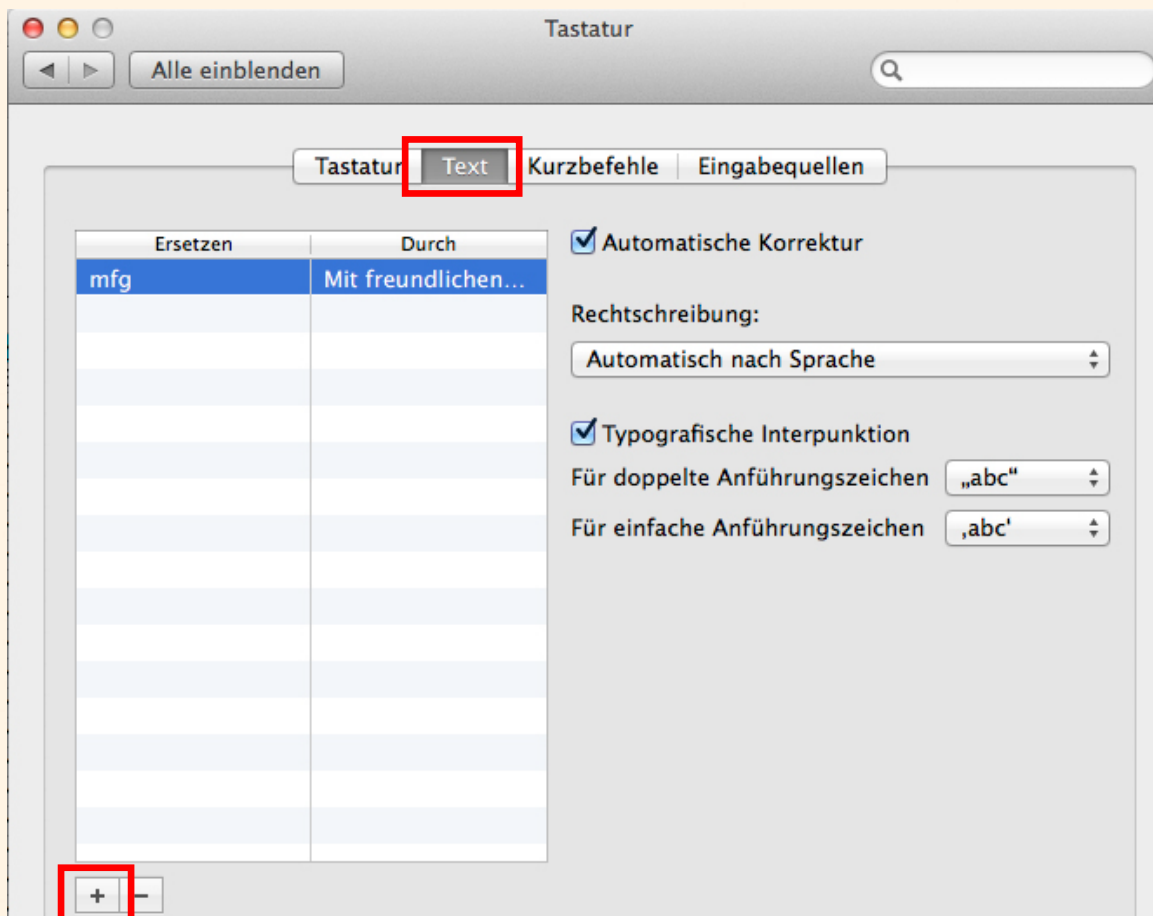 Tastatur
Alle einblenden
Tastatur Text Kurzbefehle Eingabequellen
Ersetzen Durch
mfg Mit freundlichen...
Automatische Korrektur
Rechtschreibung:
Automatisch nach Sprache
Typografische Interpunktion
Für doppelte Anführungszeichen „abc“
Für einfache Anführungszeichen ‚abc‘
+ −